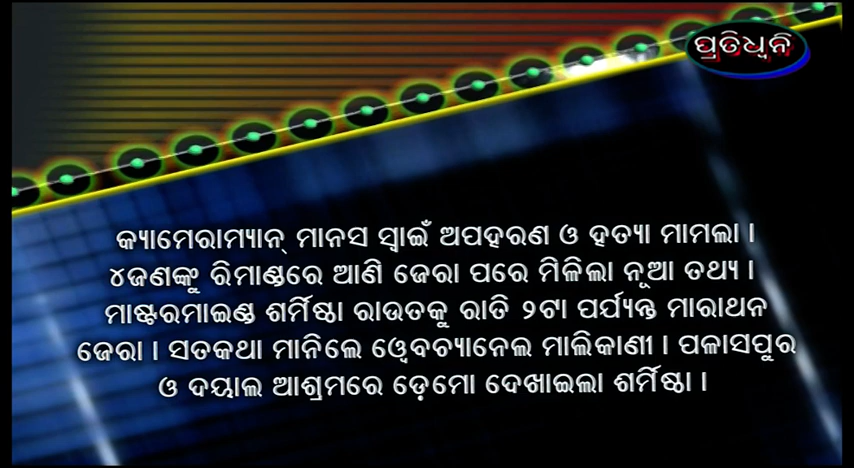 ପ୍ରତିଧ୍ୱନି
କ୍ୟାମେରାମ୍ୟାନ୍ ମାନସ ସ୍ୱାଇଁ ଅପହରଣ ଓ ହତ୍ୟା ମାମଲା ।
୪ଜଣଙ୍କୁ ରିମାଣ୍ଡରେ ଆଣି ଜେରା ପରେ ମିଳିଲା ନୂଆ ତଥ୍ୟ ।
ମାଷ୍ଟରମାଇଣ୍ଡ ଶର୍ମିଷ୍ଠା ରାଉତକୁ ରାତି ୨ଟା ପର୍ଯ୍ୟନ୍ତ ମାରାଥନ
ଜେରା । ସତକଥା ମାନିଲେ ୱେବଚ୍ୟାନେଲ ମାଲିକାଣୀ । ପଳାସପୁର
ଓ ଦୟାଲ ଆଶ୍ରମରେ ଡ଼େମୋ ଦେଖାଇଲା ଶର୍ମିଷ୍ଠା ।